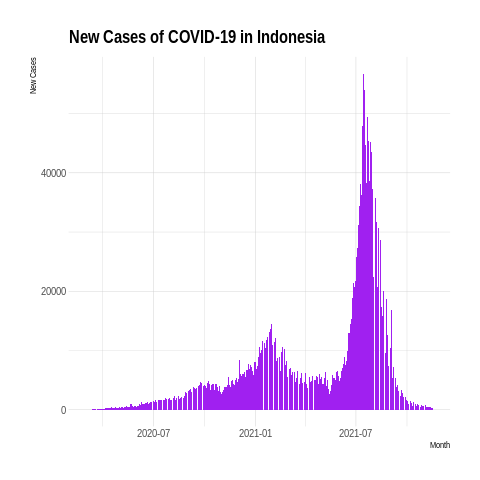 New Cases of COVID-19 in Indonesia
New Cases
40000
20000
0
2020-07
2021-01
2021-07
Month